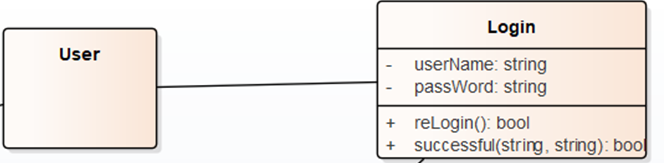 User
Login
- userName: string
- passWord: string
+ reLogin(): bool
+ successful(string, string): bool